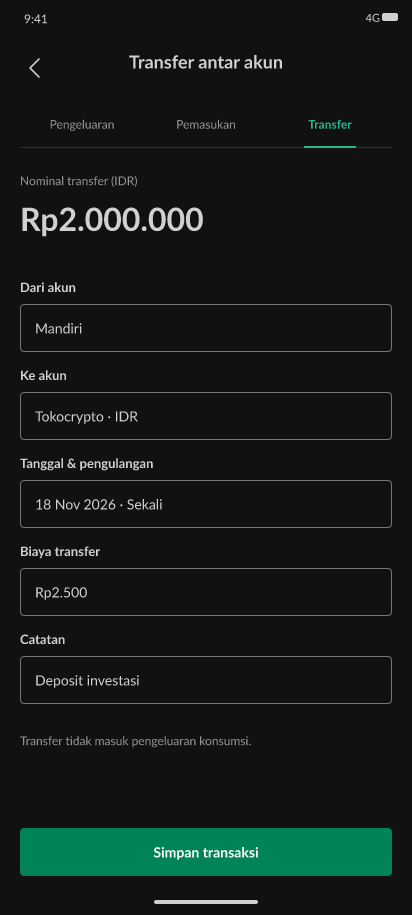 9:41
4G
Transfer antar akun
Pengeluaran
Pemasukan
Transfer
Nominal transfer (IDR)
Rp2.000.000
Dari akun
Mandiri
Ke akun
Tokocrypto · IDR
Tanggal & pengulangan
18 Nov 2026 · Sekali
Biaya transfer
Rp2.500
Catatan
Deposit investasi
Transfer tidak masuk pengeluaran konsumsi.
Simpan transaksi